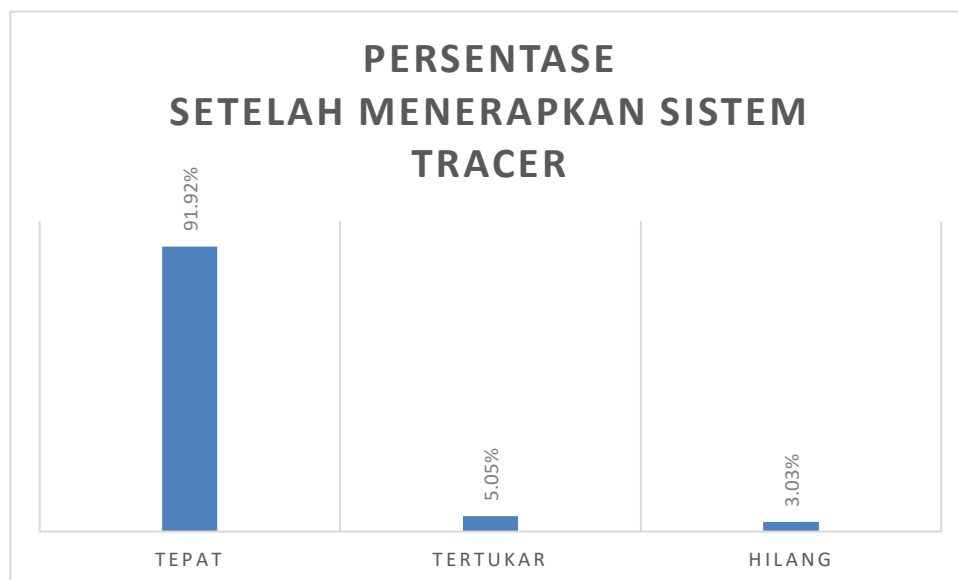 PERSENTASE
SETELAH MENERAPKAN SISTEM
TRACER
91.92%
5.05%
3.03%
TEPAT
TERTUKAR
HILANG